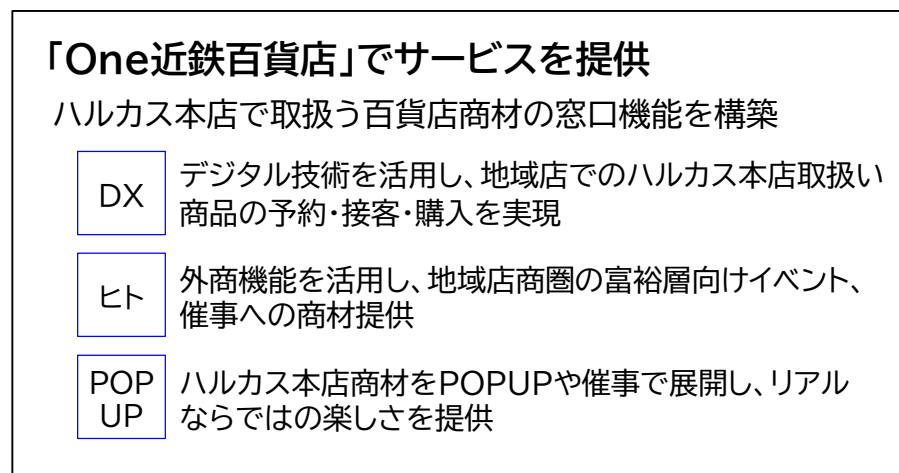 「One近鉄百貨店」でサービスを提供
ハルカス本店で取扱う百貨店商材の窓口機能を構築
DX
デジタル技術を活用し、地域店でのハルカス本店取扱い
商品の予約・接客・購入を実現
ヒト
外商機能を活用し、地域店商圏の富裕層向けイベント、
催事への商材提供
POP
UP
ハルカス本店商材をPOPUPや催事で展開し、リアル
ならではの楽しさを提供